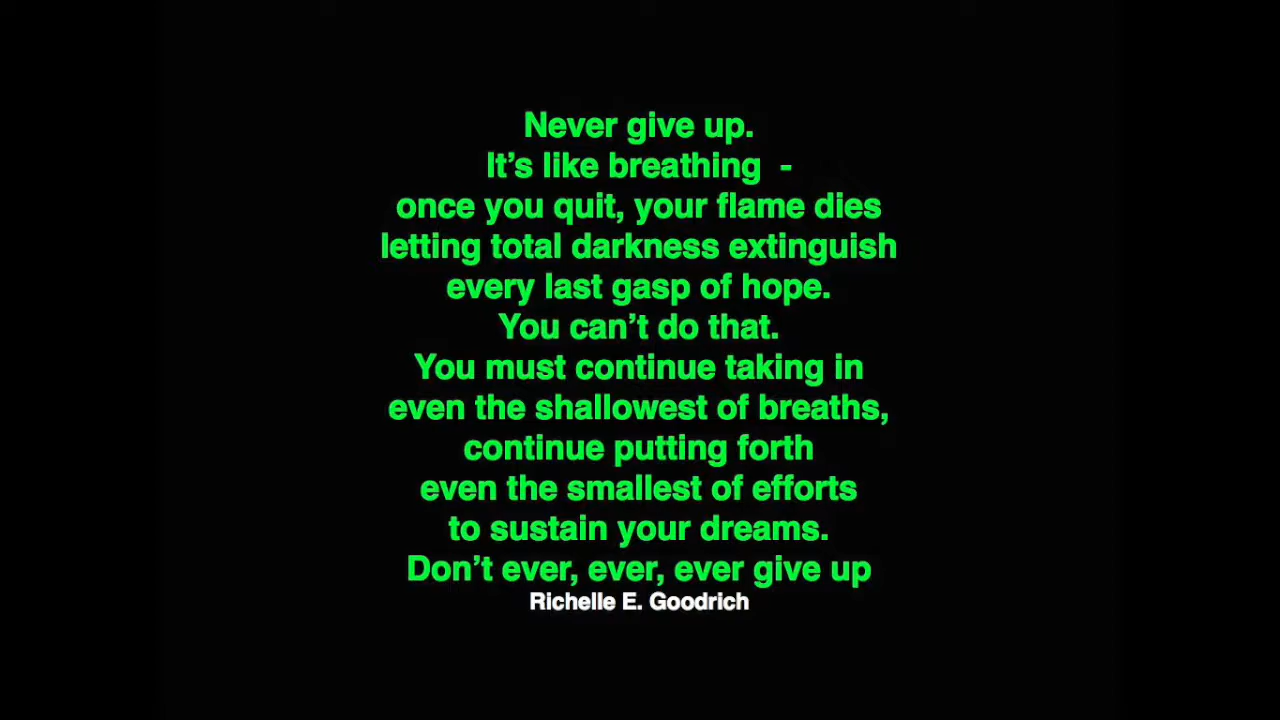 Never give up.
It’s like breathing  -
once you quit, your flame dies
letting total darkness extinguish
every last gasp of hope.
You can’t do that.
You must continue taking in
even the shallowest of breaths,
continue putting forth
even the smallest of efforts
to sustain your dreams.
Don’t ever, ever, ever give up
Richelle E. Goodrich